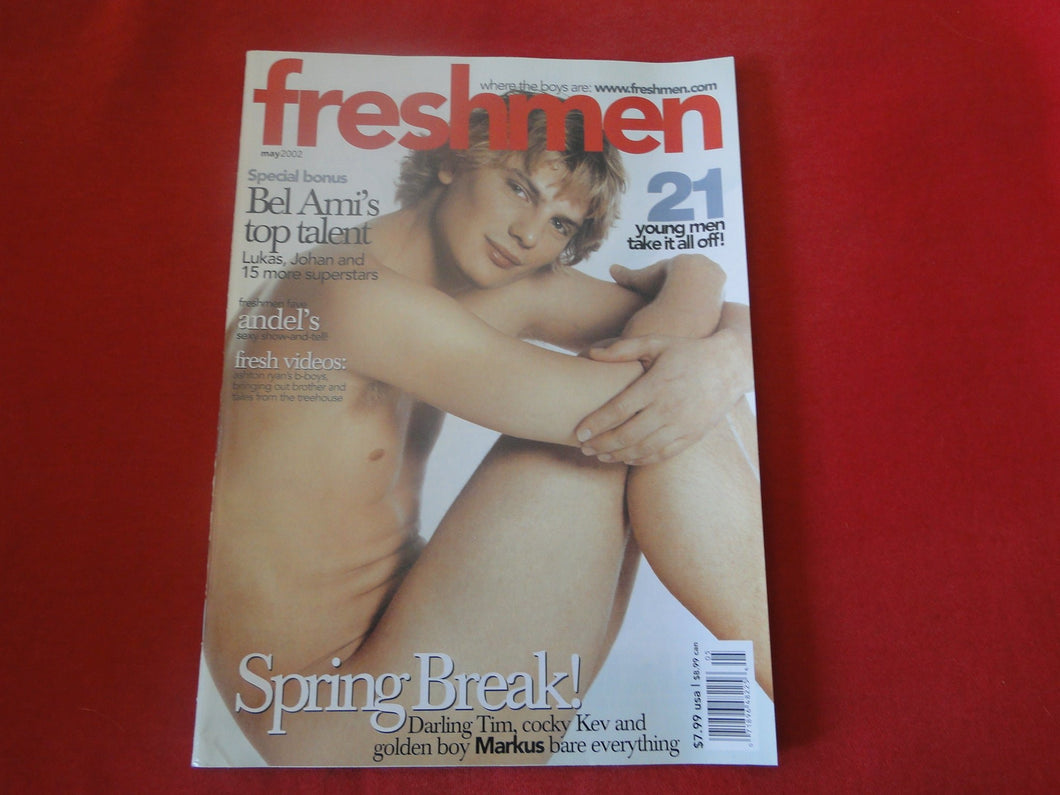 where the boys are: www.freshmen.com
freshmen
may2002
Special bonus
Bel Ami's
top talent
Lukas, Johan and
15 more superstars
21
young men
take it all off!
freshmen fave
andel's
sexy show-and-tell!
fresh videos:
ashton ryan's b-boys,
bringing out brother and
tales from the treehouse
Spring Break!
Darling Tim, cocky Kev and
golden boy Markus bare everything
$7.99 usa | $8.99 can
05